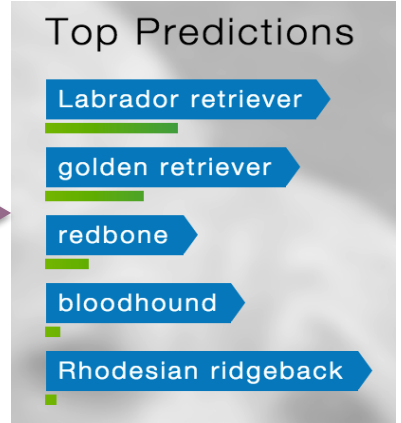 Top Predictions
Labrador retriever
golden retriever
redbone
bloodhound
Rhodesian ridgeback